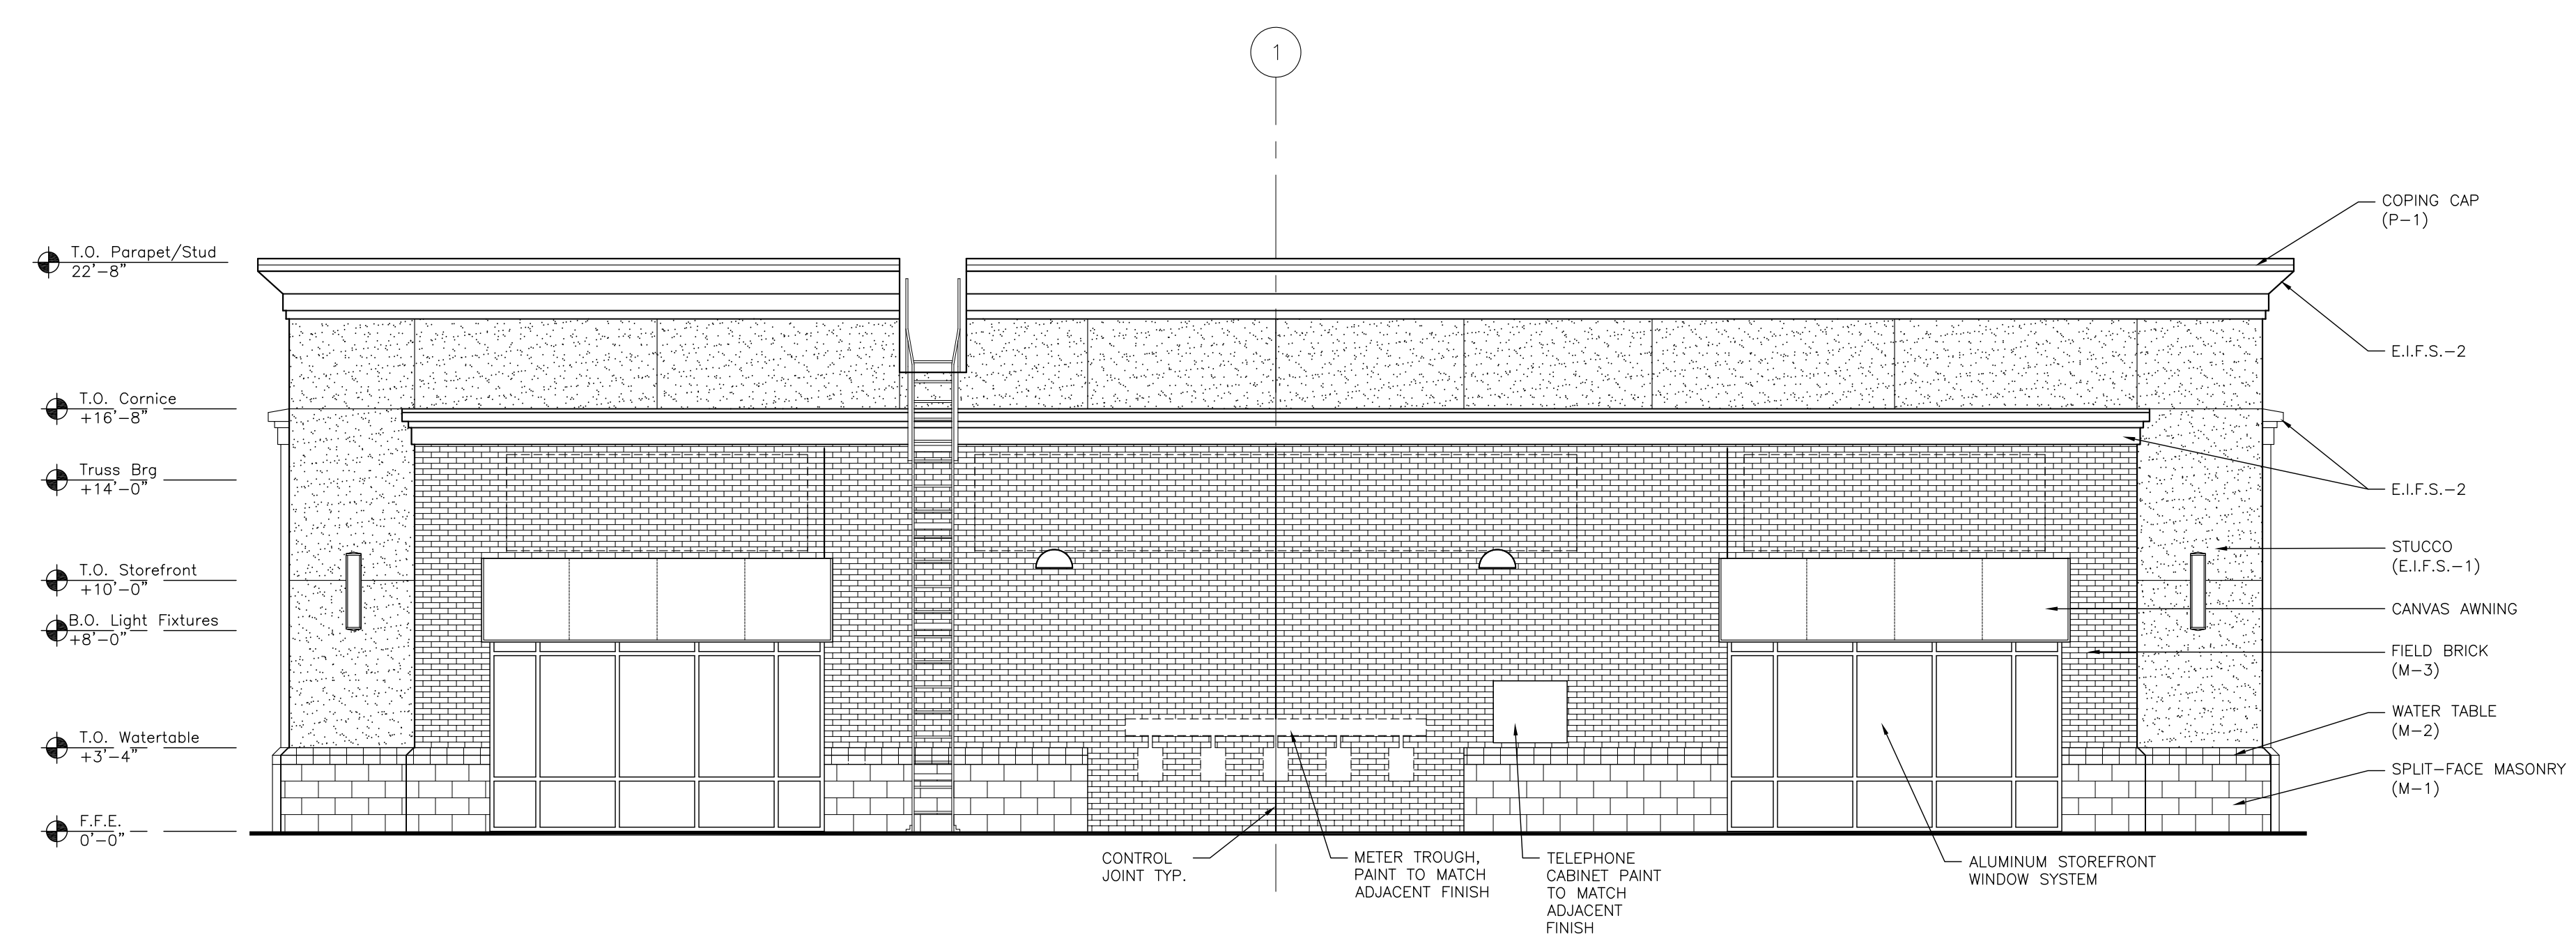 1
COPING CAP
(P-1)
T.O. Parapet/Stud
22'-8"
E.I.F.S.-2
T.O. Cornice
+16'-8"
Truss Brg
+14'-0"
E.I.F.S.-2
STUCCO
(E.I.F.S.-1)
T.O. Storefront
+10'-0"
CANVAS AWNING
B.O. Light Fixtures
+8'-0"
FIELD BRICK
(M-3)
WATER TABLE
(M-2)
T.O. Watertable
+3'-4"
SPLIT-FACE MASONRY
(M-1)
F.F.E.
0'-0"
CONTROL
JOINT TYP.
METER TROUGH,
PAINT TO MATCH
ADJACENT FINISH
TELEPHONE
CABINET PAINT
TO MATCH
ADJACENT
FINISH
ALUMINUM STOREFRONT
WINDOW SYSTEM